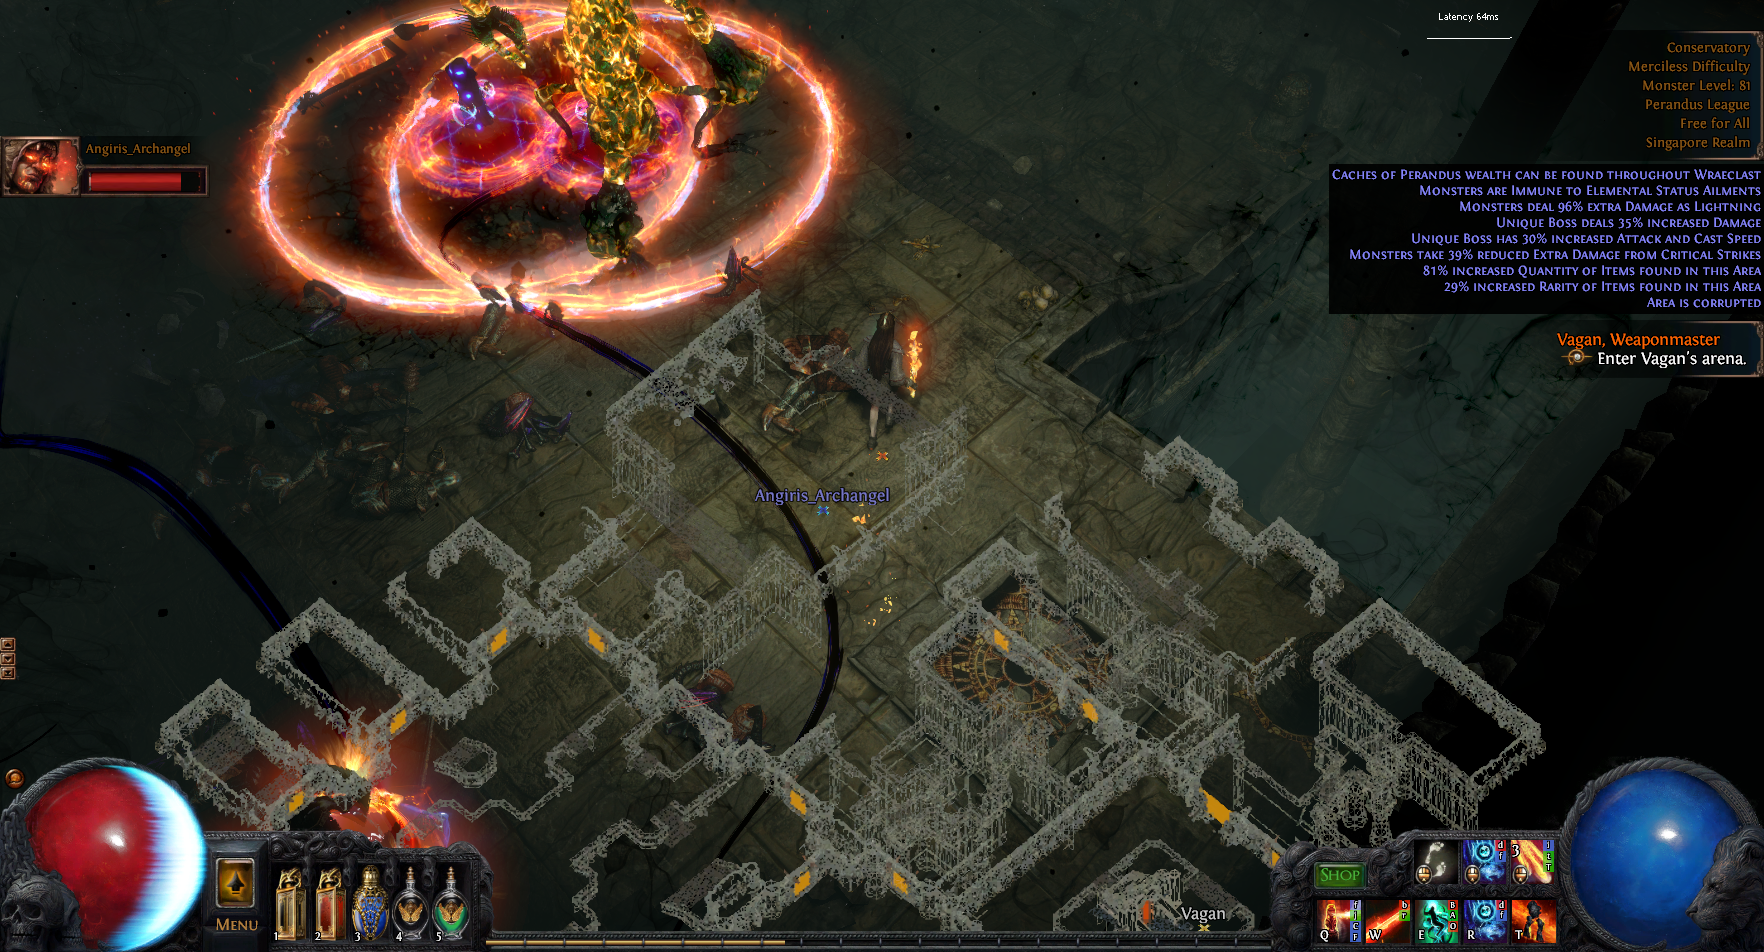 Latency 64ms
Conservatory
Merciless Difficulty
Monster Level: 81
Perandus League
Free for All
Singapore Realm
Angiris_Archangel
Caches of Perandus wealth can be found throughout Wraeclast
Monsters are Immune to Elemental Status Ailments
Monsters deal 96% extra Damage as Lightning
Unique Boss deals 35% increased Damage
Unique Boss has 30% increased Attack and Cast Speed
Monsters take 39% reduced Extra Damage from Critical Strikes
81% increased Quantity of Items found in this Area
29% increased Rarity of Items found in this Area
Area is corrupted
Vagan, Weaponmaster
Enter Vagan's arena.
Angiris_Archangel
Vagan
Shop
Menu
1 2 3 4 5
d
f
3
i
t
T
Q
f
i
c
F
W
b
r
E
B
A
O
R
d
f
T